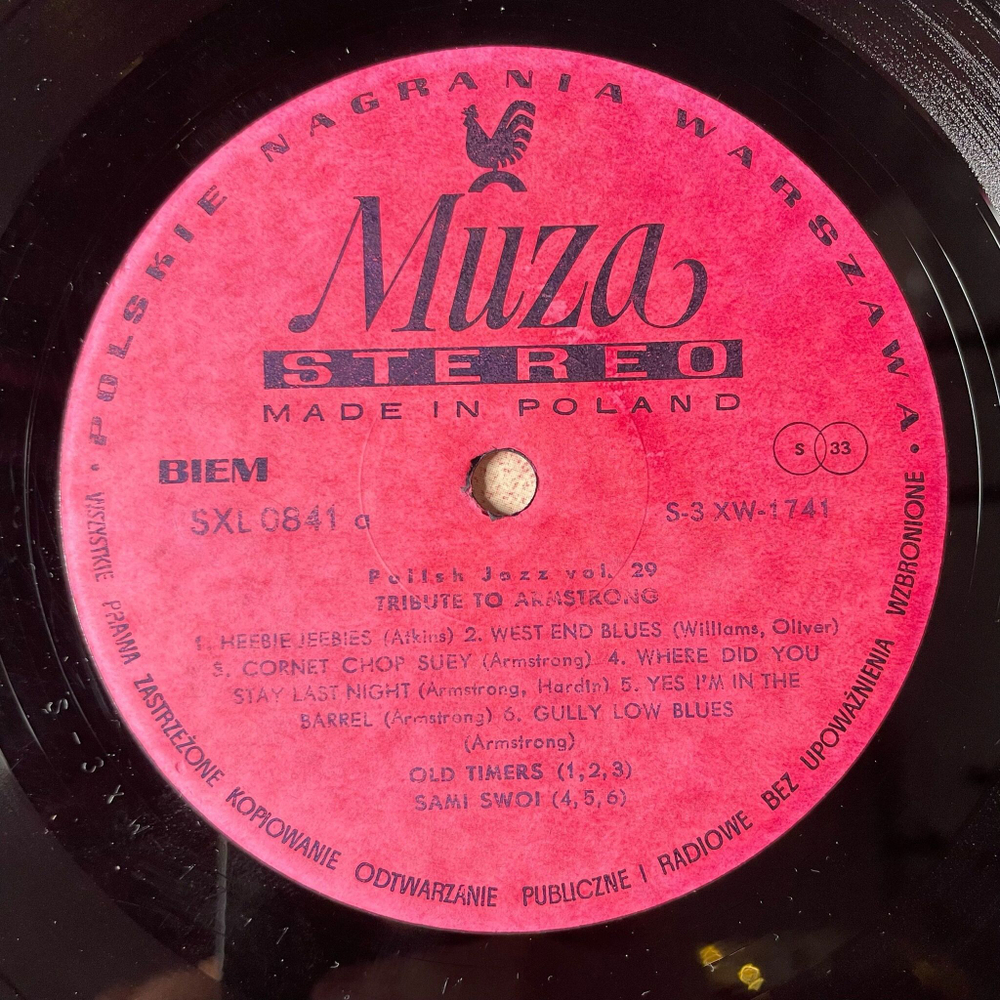 • POLSKIE NAGRANIA WARSZAWA •
Muza
STEREO
MADE IN POLAND
BIEM
S 33
SXL 0841 a
S-3 XW-1741
Polish Jazz vol. 29
TRIBUTE TO ARMSTRONG
1. HEEBIE JEEBIES (Atkins) 2. WEST END BLUES (Williams, Oliver)
3. CORNET CHOP SUEY (Armstrong) 4. WHERE DID YOU
STAY LAST NIGHT (Armstrong, Hardin) 5. YES I'M IN THE
BARREL (Armstrong) 6. GULLY LOW BLUES
(Armstrong)
OLD TIMERS (1,2,3)
SAMI SWOI (4,5,6)
WSZYSTKIE PRAWA ZASTRZEŻONE KOPIOWANIE ODTWARZANIE PUBLICZNE I RADIOWE BEZ UPOWAŻNIENIA WZBRONIONE
S-3 X W